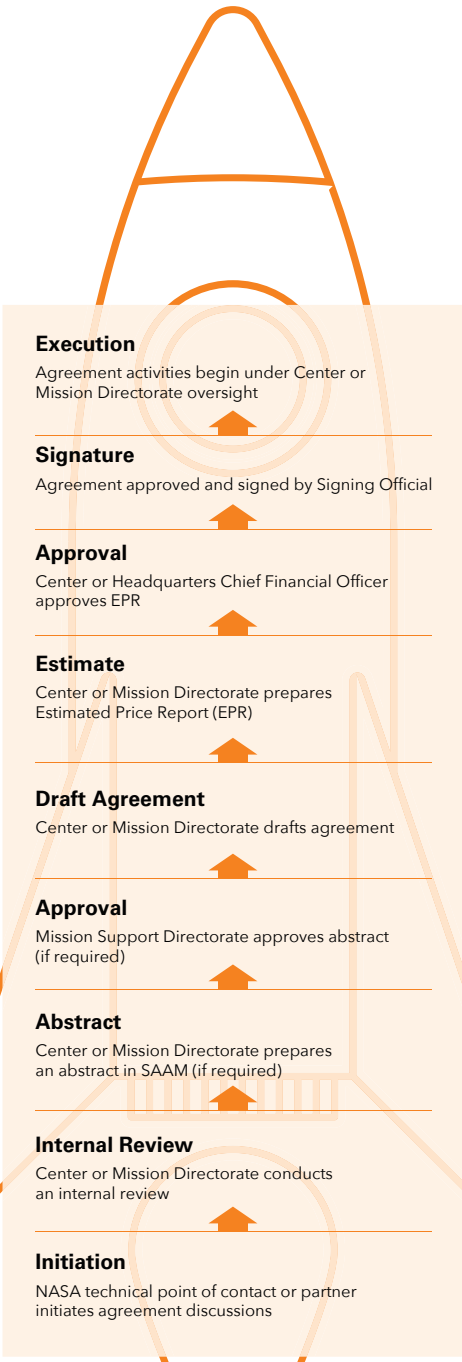 Execution
Agreement activities begin under Center or
Mission Directorate oversight
Signature
Agreement approved and signed by Signing Official
Approval
Center or Headquarters Chief Financial Officer
approves EPR
Estimate
Center or Mission Directorate prepares
Estimated Price Report (EPR)
Draft Agreement
Center or Mission Directorate drafts agreement
Approval
Mission Support Directorate approves abstract
(if required)
Abstract
Center or Mission Directorate prepares
an abstract in SAAM (if required)
Internal Review
Center or Mission Directorate conducts
an internal review
Initiation
NASA technical point of contact or partner
initiates agreement discussions